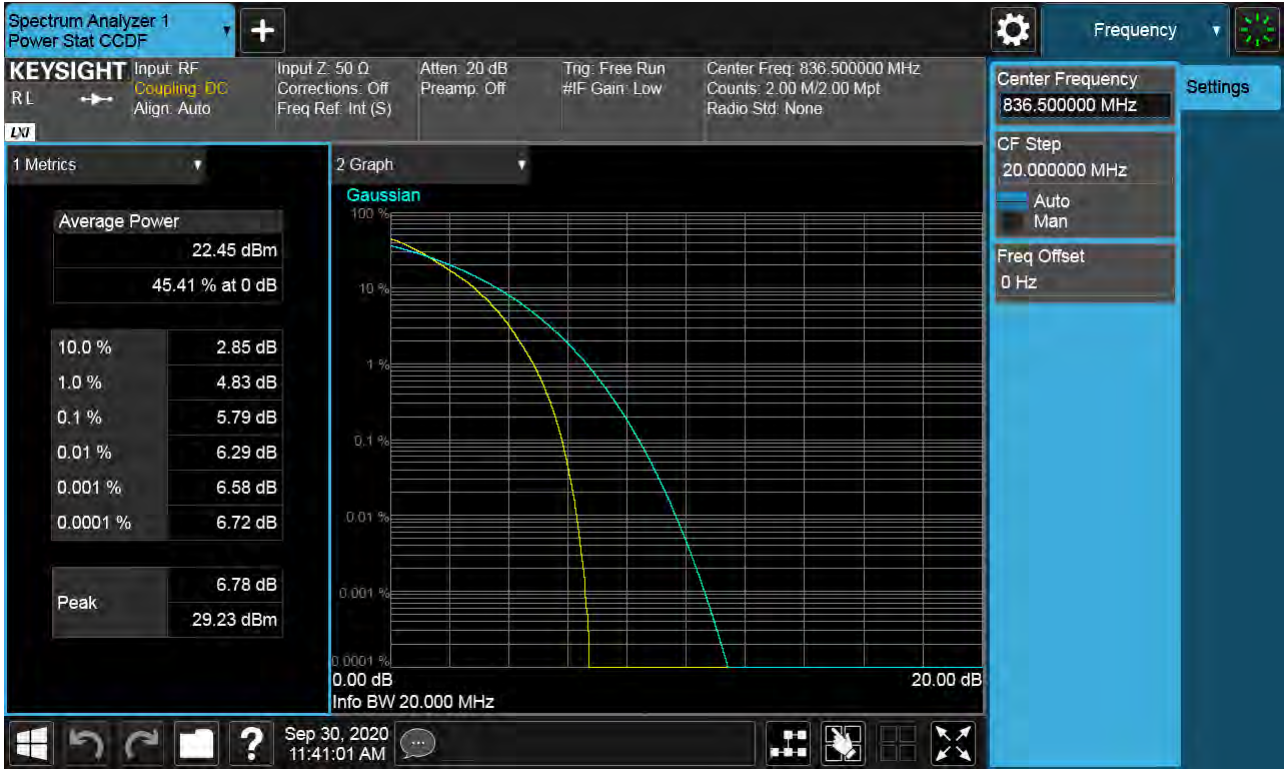 Spectrum Analyzer 1
Power Stat CCDF
+
Frequency
KEYSIGHT
Input: RF
Coupling: DC
Align: Auto
Input Z: 50 Ω
Corrections: Off
Freq Ref: Int (S)
Atten: 20 dB
Preamp: Off
Trig: Free Run
#IF Gain: Low
Center Freq: 836.500000 MHz
Counts: 2.00 M/2.00 Mpt
Radio Std: None
R L
LXI
Center Frequency
836.500000 MHz
Settings
CF Step
20.000000 MHz
Auto
Man
Freq Offset
0 Hz
1 Metrics
Average Power
22.45 dBm
45.41 % at 0 dB
10.0 % 2.85 dB
1.0 % 4.83 dB
0.1 % 5.79 dB
0.01 % 6.29 dB
0.001 % 6.58 dB
0.0001 % 6.72 dB
Peak
6.78 dB
29.23 dBm
2 Graph
Gaussian
100 %
10 %
1 %
0.1 %
0.01 %
0.001 %
0.0001 %
0.00 dB 20.00 dB
Info BW 20.000 MHz
?
Sep 30, 2020
11:41:01 AM